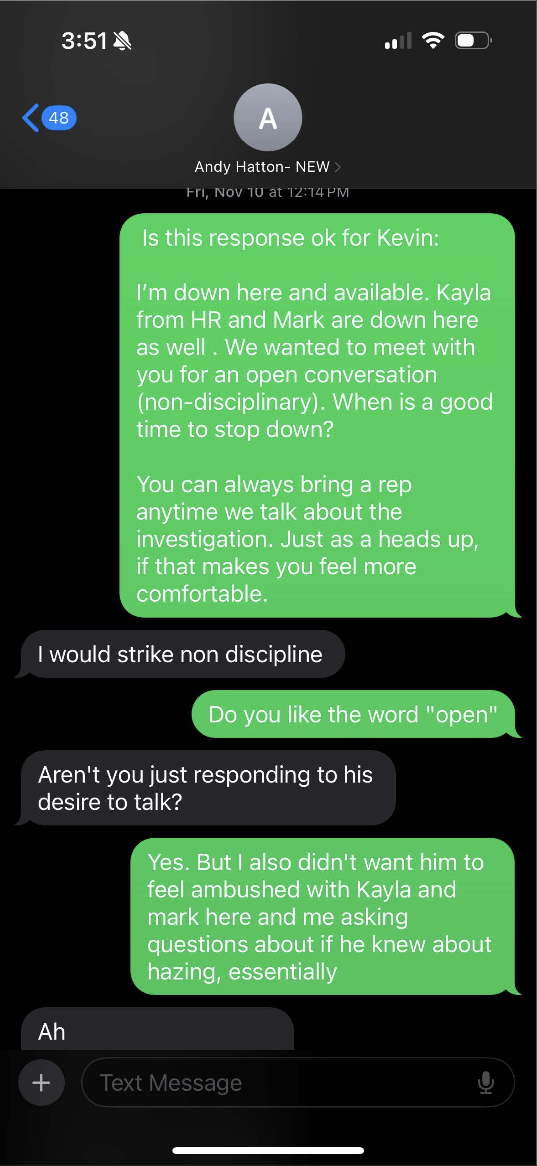 3:51
48
A
Andy Hatton- NEW
Fri, Nov 10 at 12:14 PM
Is this response ok for Kevin:
I'm down here and available. Kayla
from HR and Mark are down here
as well . We wanted to meet with
you for an open conversation
(non-disciplinary). When is a good
time to stop down?
You can always bring a rep
anytime we talk about the
investigation. Just as a heads up,
if that makes you feel more
comfortable.
I would strike non discipline
Do you like the word "open"
Aren't you just responding to his
desire to talk?
Yes. But I also didn't want him to
feel ambushed with Kayla and
mark here and me asking
questions about if he knew about
hazing, essentially
Ah
Text Message